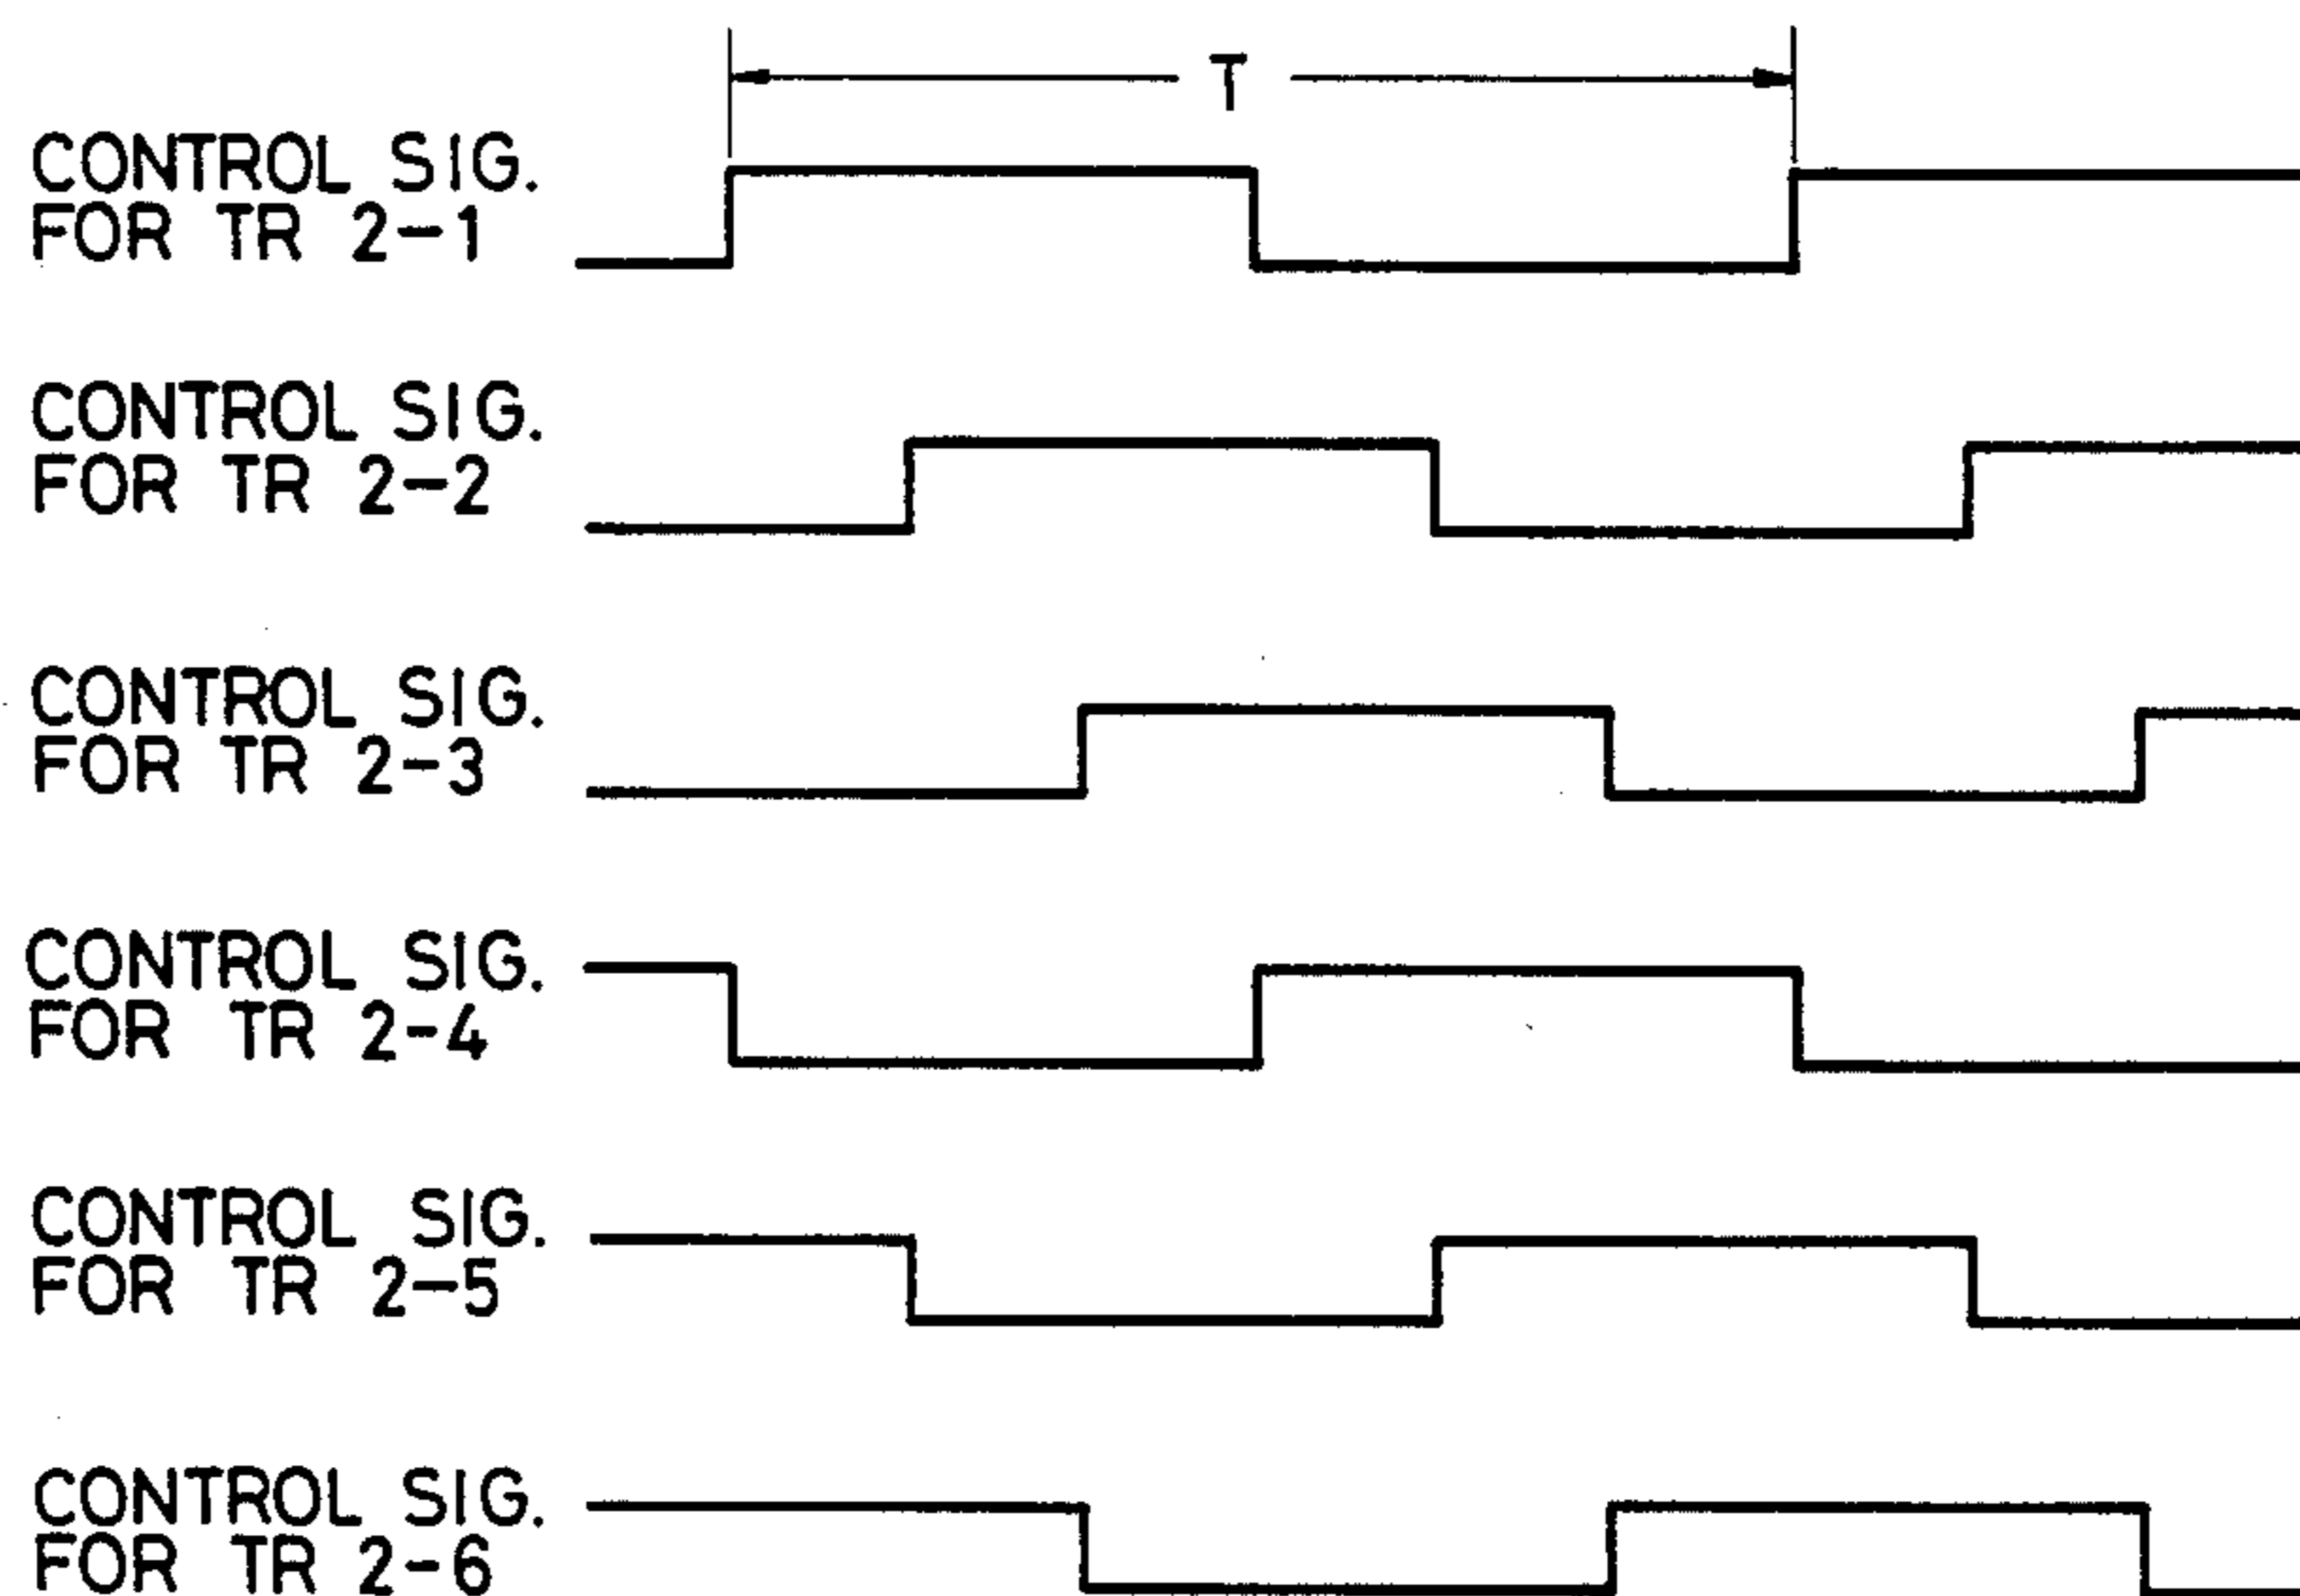 T
CONTROL SIG.
FOR TR 2-1
CONTROL SIG.
FOR TR 2-2
CONTROL SIG.
FOR TR 2-3
CONTROL SIG.
FOR TR 2-4
CONTROL SIG.
FOR TR 2-5
CONTROL SIG.
FOR TR 2-6